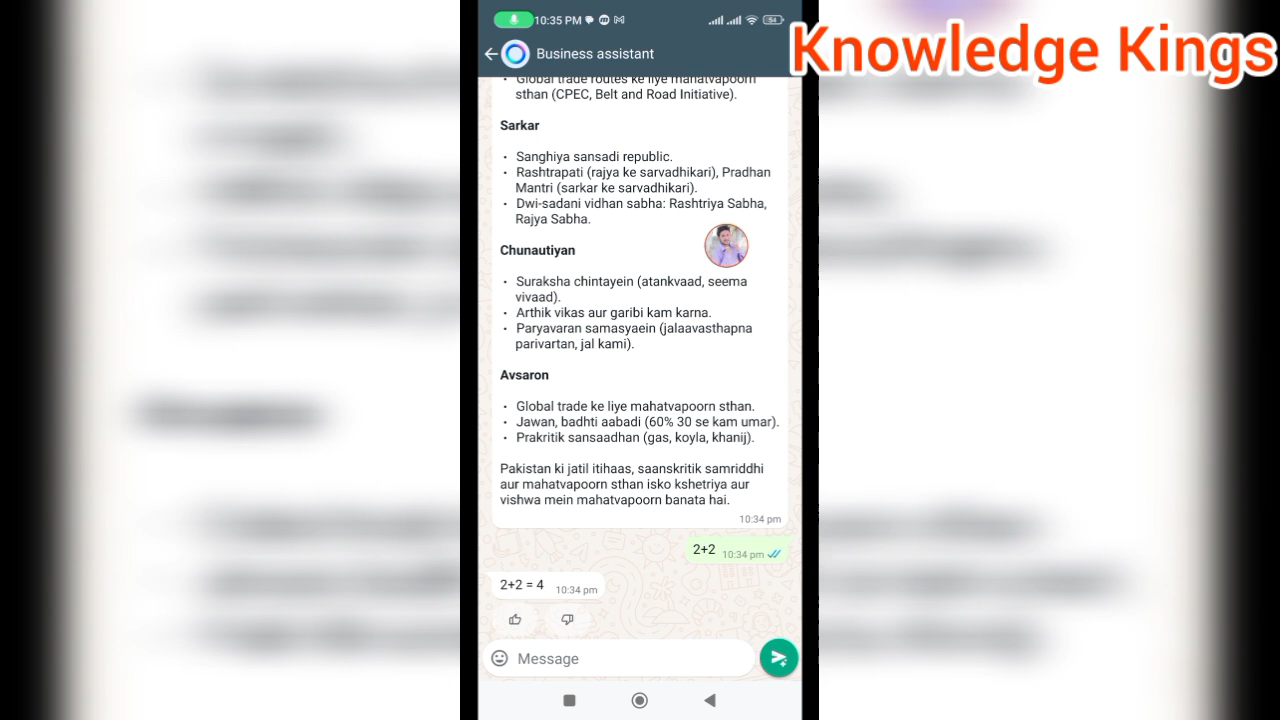 10:35 PM
54
Business assistant
Knowledge Kings
• Global trade routes ke liye mahatvapoorn
sthan (CPEC, Belt and Road Initiative).
Sarkar
• Sanghiya sansadi republic.
• Rashtrapati (rajya ke sarvadhikari), Pradhan
Mantri (sarkar ke sarvadhikari).
• Dwi-sadani vidhan sabha: Rashtriya Sabha,
Rajya Sabha.
Chunautiyan
• Suraksha chintayein (atankvaad, seema
vivaad).
• Arthik vikas aur garibi kam karna.
• Paryavaran samasyaein (jalaavasthapna
parivartan, jal kami).
Avsaron
• Global trade ke liye mahatvapoorn sthan.
• Jawan, badhti aabadi (60% 30 se kam umar).
• Prakritik sansaadhan (gas, koyla, khanij).
Pakistan ki jatil itihaas, saanskritik samriddhi
aur mahatvapoorn sthan isko kshetriya aur
vishwa mein mahatvapoorn banata hai.
10:34 pm
2+2 10:34 pm
2+2 = 4 10:34 pm
Message